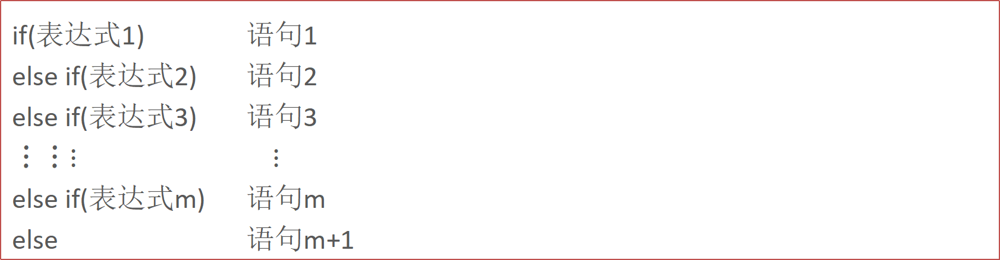 if(表达式1) 语句1
else if(表达式2) 语句2
else if(表达式3) 语句3
⋮ ⋮ ⋮ ⋮
else if(表达式m) 语句m
else 语句m+1